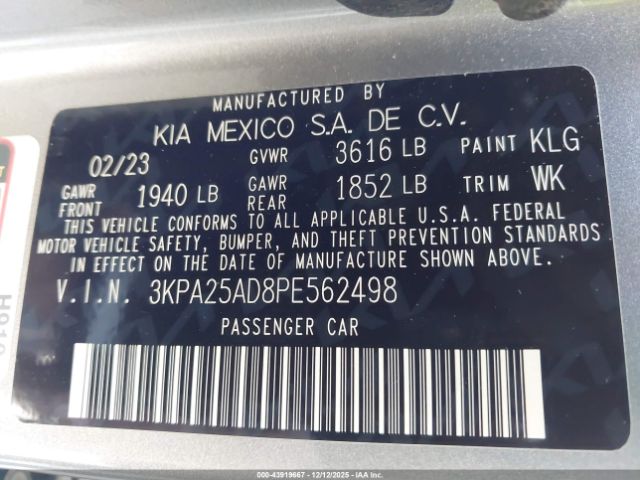 MANUFACTURED BY
KIA MEXICO S.A. DE C.V.
02/23 GVWR 3616 LB PAINT KLG
GAWR FRONT 1940 LB GAWR REAR 1852 LB TRIM WK
THIS VEHICLE CONFORMS TO ALL APPLICABLE U.S.A. FEDERAL
MOTOR VEHICLE SAFETY, BUMPER, AND THEFT PREVENTION STANDARDS
IN EFFECT ON THE DATE OF MANUFACTURE SHOWN ABOVE.
V.I.N. 3KPA25AD8PE562498
PASSENGER CAR
000-43919667 - 12/12/2025 - IAAI.com